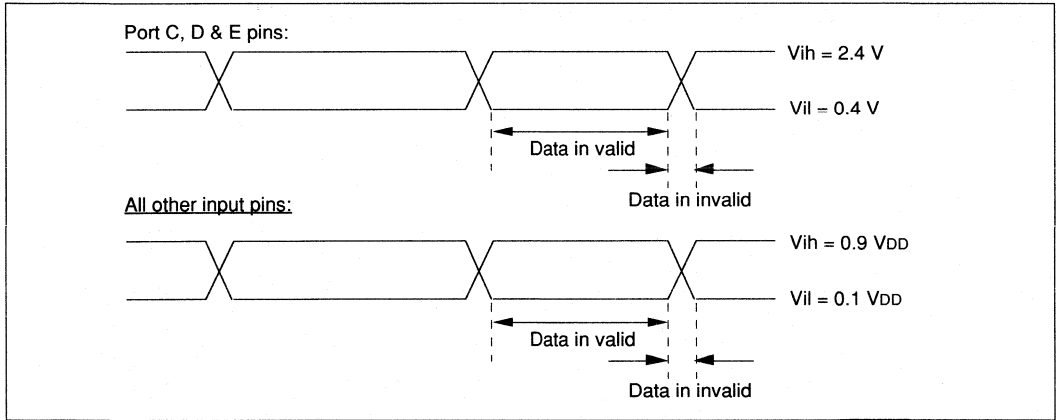 Port C, D & E pins:
Vih = 2.4 V
Vil = 0.4 V
Data in valid
Data in invalid
All other input pins:
Vih = 0.9 VDD
Vil = 0.1 VDD
Data in valid
Data in invalid